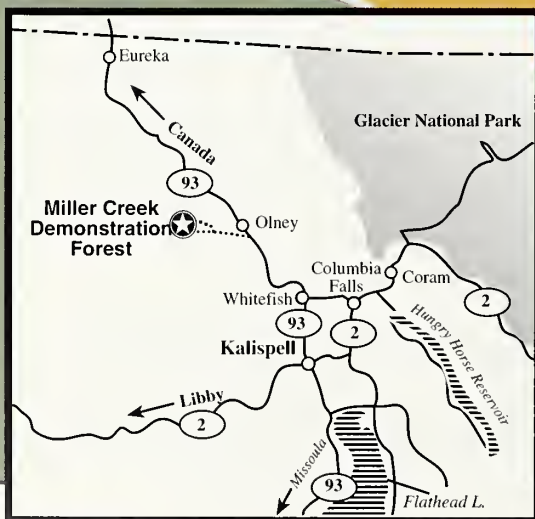 Eureka
Canada
Glacier National Park
93
Miller Creek
Demonstration
Forest
Olney
Columbia
Falls
Coram
Whitefish
2
93
2
Hungry Horse
Reservoir
Kalispell
Libby
2
Missoula
93
Flathead L.